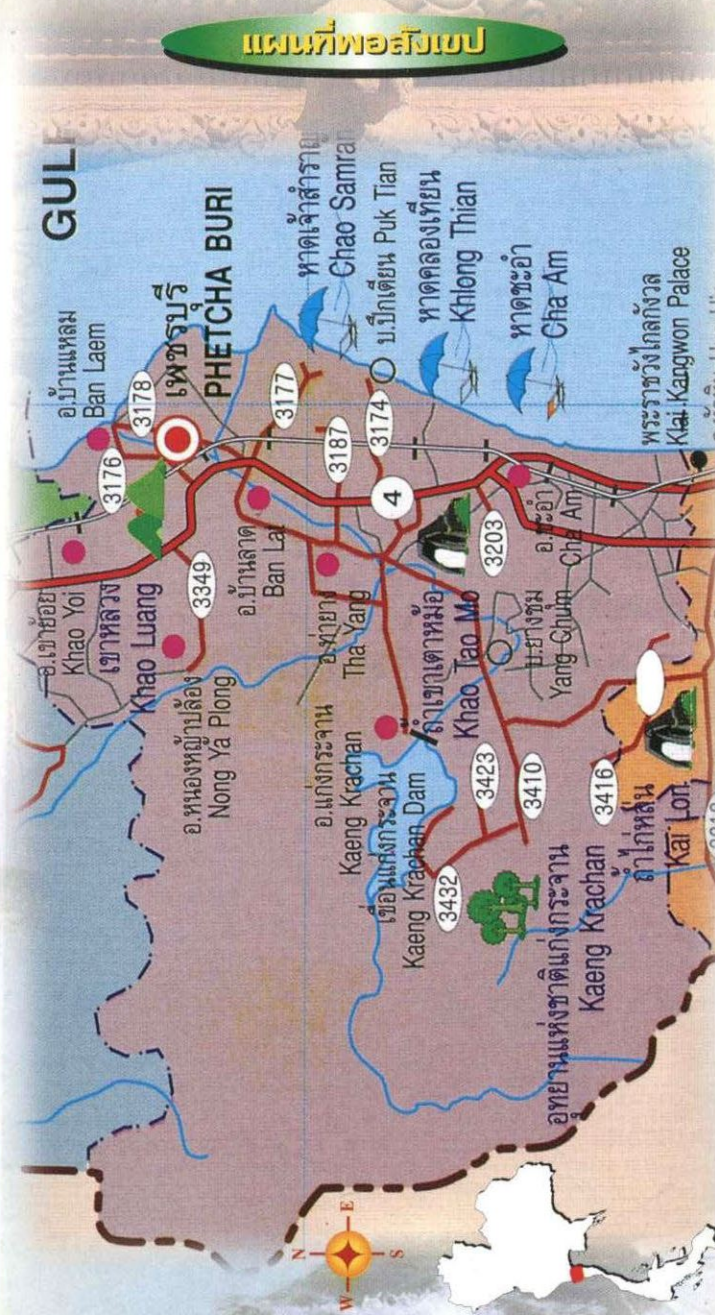 แผนที่พอสังเขป
GUL
อ.บ้านแหลม
Ban Laem
3178
3176
เพชรบุรี
PHETCHA BURI
อ.เขาย้อย
Khao Yoi
เขาหลวง
Khao Luang
3349
อ.หนองหญ้าปล้อง
Nong Ya Plong
อ.บ้านลาด
Ban Lat
3177
หาดเจ้าสำราญ
Chao Samran
3187
3174
บ.ปึกเตียน Puk Tian
หาดคลองเทียน
Khlong Thian
หาดชะอำ
Cha Am
4
อ.ท่ายาง
Tha Yang
อ.แก่งกระจาน
Kaeng Krachan
เขื่อนแก่งกระจาน
Kaeng Krachan Dam
ถ้ำเขาเตาหม้อ
Khao Tao Mo
3203
อ.ชะอำ
Cha Am
บ.ยางชุม
Yang Chum
3432
3423
3410
3416
อุทยานแห่งชาติแก่งกระจาน
Kaeng Krachan
ถ้ำไก่หล่น
Kai Lon
พระราชวังไกลกังวล
Klai Kangwon Palace
N
W
E
S